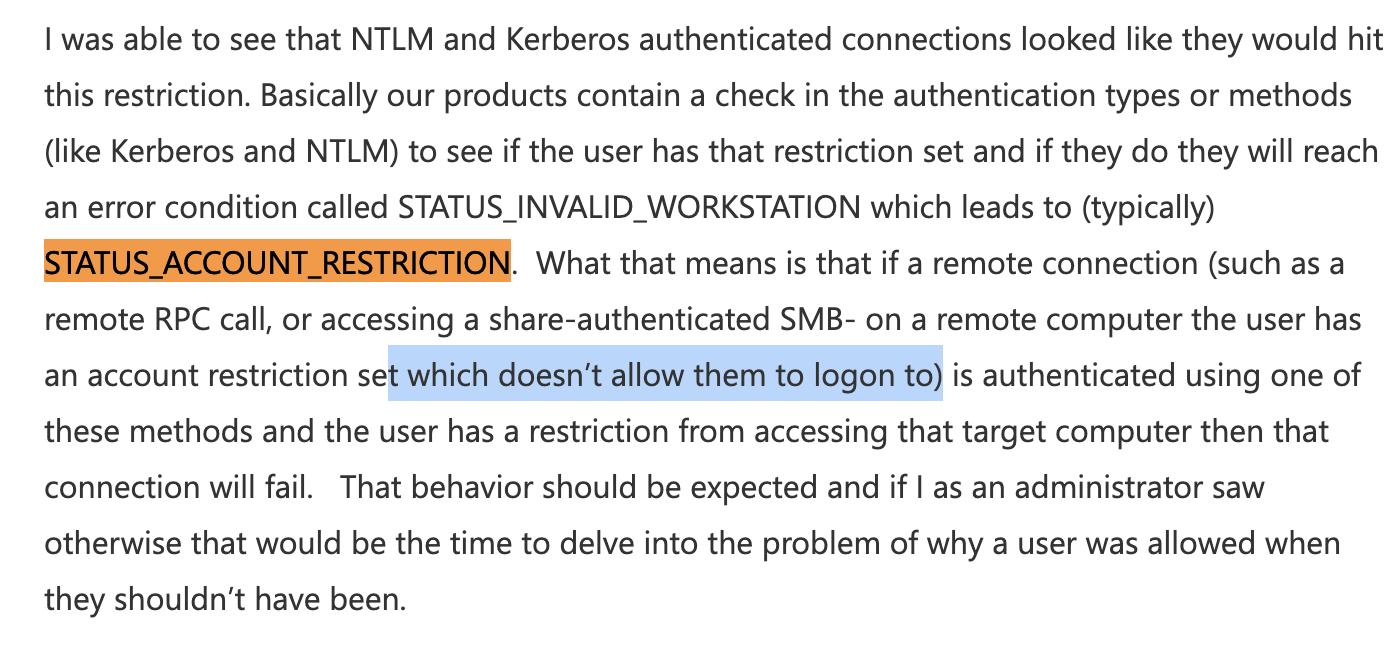 I was able to see that NTLM and Kerberos authenticated connections looked like they would hit
this restriction. Basically our products contain a check in the authentication types or methods
(like Kerberos and NTLM) to see if the user has that restriction set and if they do they will reach
an error condition called STATUS_INVALID_WORKSTATION which leads to (typically)
STATUS_ACCOUNT_RESTRICTION.  What that means is that if a remote connection (such as a
remote RPC call, or accessing a share-authenticated SMB- on a remote computer the user has
an account restriction set which doesn’t allow them to logon to) is authenticated using one of
these methods and the user has a restriction from accessing that target computer then that
connection will fail.   That behavior should be expected and if I as an administrator saw
otherwise that would be the time to delve into the problem of why a user was allowed when
they shouldn’t have been.